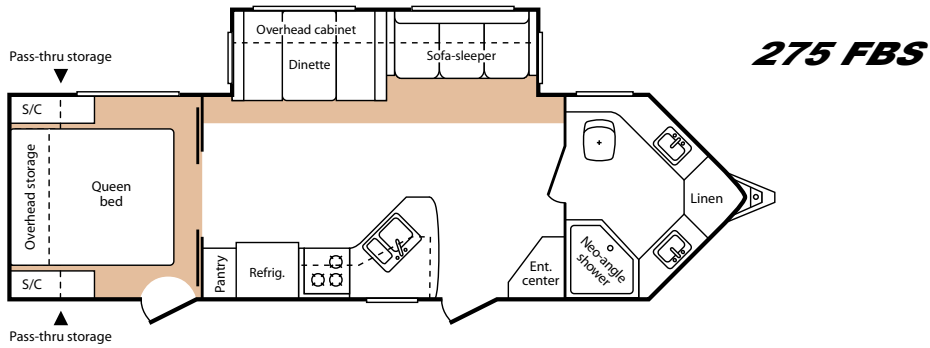 275 FBS
Pass-thru storage
Overhead cabinet
Dinette
Sofa-sleeper
S/C
Overhead storage
Queen
bed
Linen
Neo-angle
shower
Pantry
Refrig.
Ent.
center
S/C
Pass-thru storage